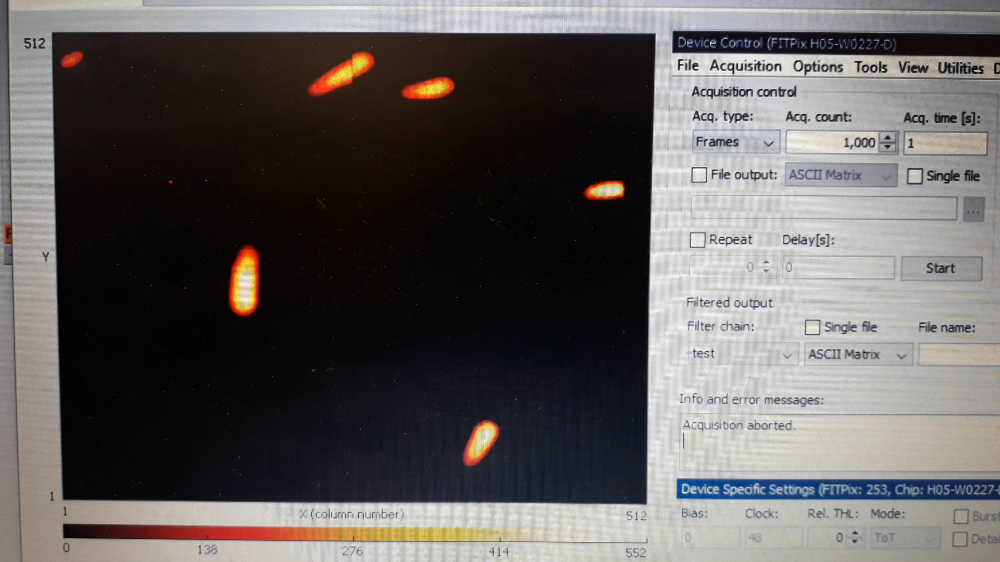 512
Y
1
1
X (column number)
512
0
138
276
414
552
Device Control (FITPix H05-W0227-D)
File Acquisition Options Tools View Utilities
Acquisition control
Acq. type: Acq. count: Acq. time [s]:
Frames 1,000 1
File output: ASCII Matrix Single file
...
Repeat Delay[s]:
0 0 Start
Filtered output
Filter chain: Single file File name:
test ASCII Matrix
Info and error messages:
Acquisition aborted.
Device Specific Settings (FITPix: 253, Chip: H05-W0227-
Bias: Clock: Rel. THL: Mode: Burst
0 48 0 ToT Detai